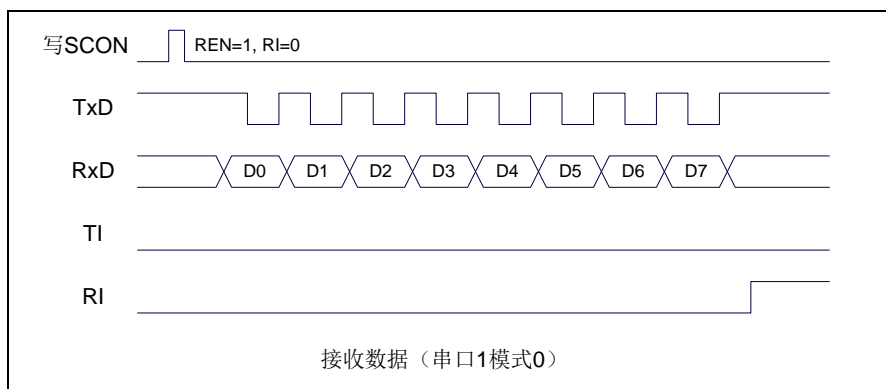 写SCON
REN=1, RI=0
TxD
RxD
D0 D1 D2 D3 D4 D5 D6 D7
TI
RI
接收数据（串口1模式0）